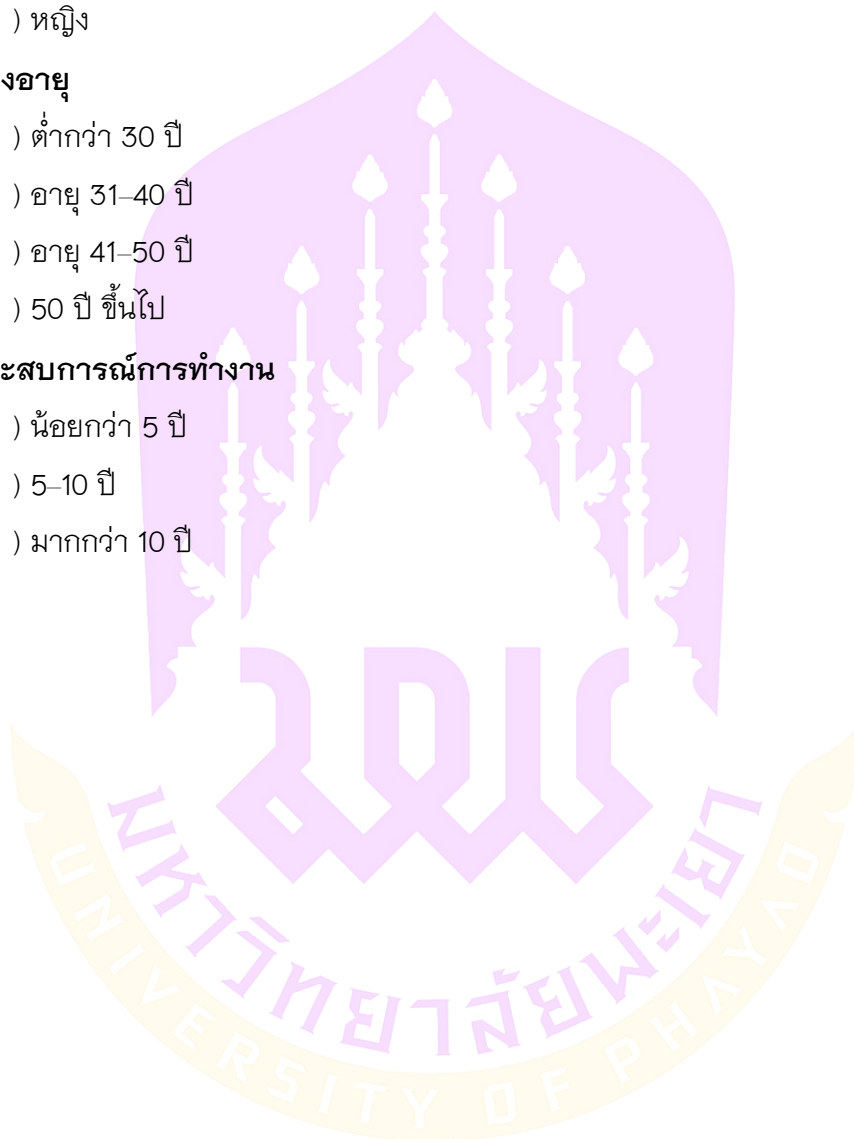 ) หญิง
งอายุ
) ต่ำกว่า 30 ปี
) อายุ 31–40 ปี
) อายุ 41–50 ปี
) 50 ปี ขึ้นไป
ะสบการณ์การทำงาน
) น้อยกว่า 5 ปี
) 5–10 ปี
) มากกว่า 10 ปี
มหาวิทยาลัยพะเยา
UNIVERSITY OF PHAYAO